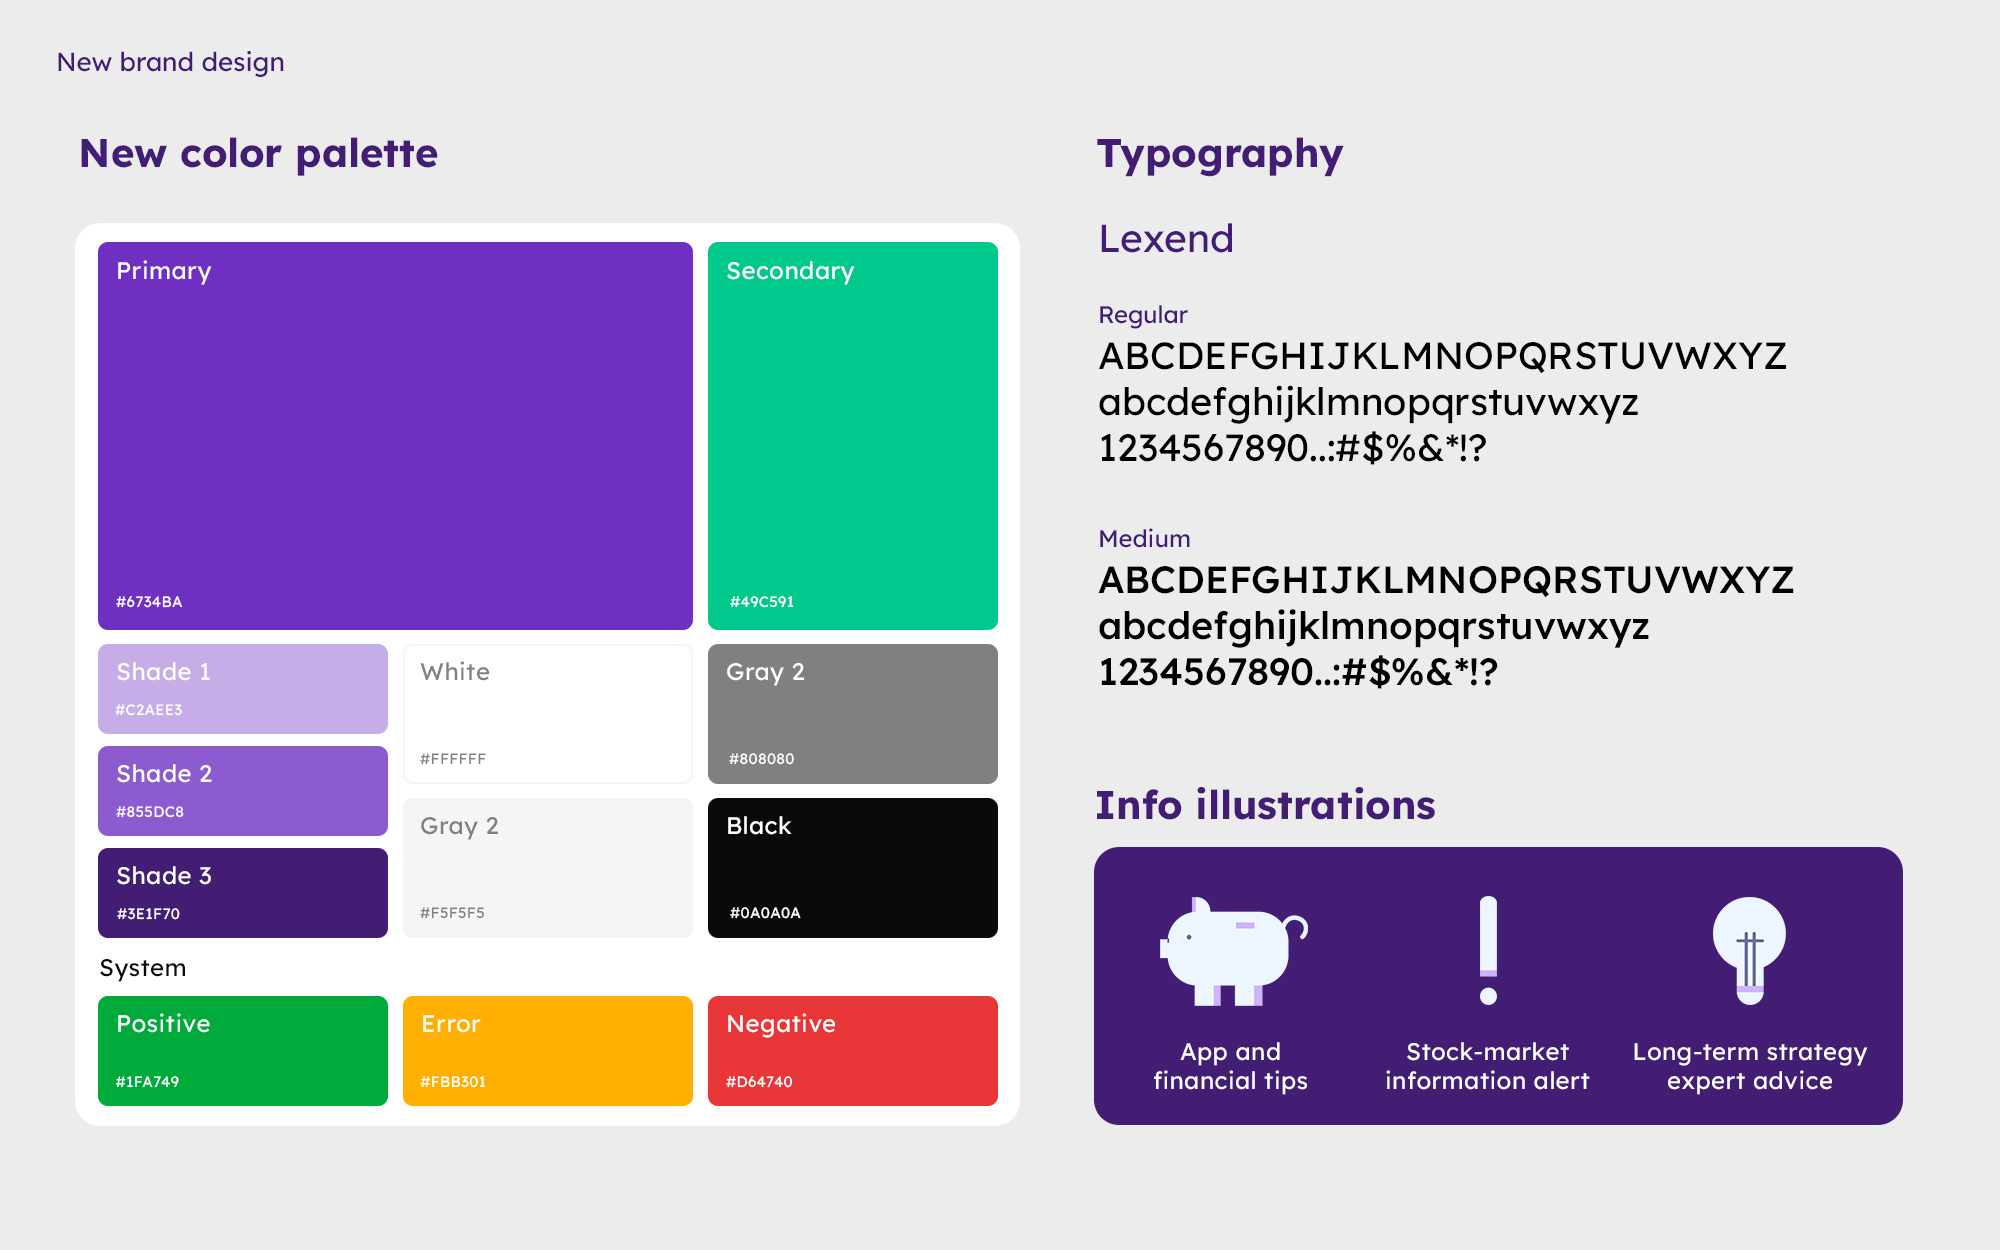 New brand design
New color palette
Primary
#6734BA
Secondary
#49C591
Shade 1
#C2AEE3
Shade 2
#855DC8
Shade 3
#3E1F70
White
#FFFFFF
Gray 2
#F5F5F5
Gray 2
#808080
Black
#0A0A0A
System
Positive
#1FA749
Error
#FBB301
Negative
#D64740
Typography
Lexend
Regular
ABCDEFGHIJKLMNOPQRSTUVWXYZ
abcdefghijklmnopqrstuvwxyz
1234567890..:#$%&*!?
Medium
ABCDEFGHIJKLMNOPQRSTUVWXYZ
abcdefghijklmnopqrstuvwxyz
1234567890..:#$%&*!?
Info illustrations
App and
financial tips
Stock-market
information alert
Long-term strategy
expert advice